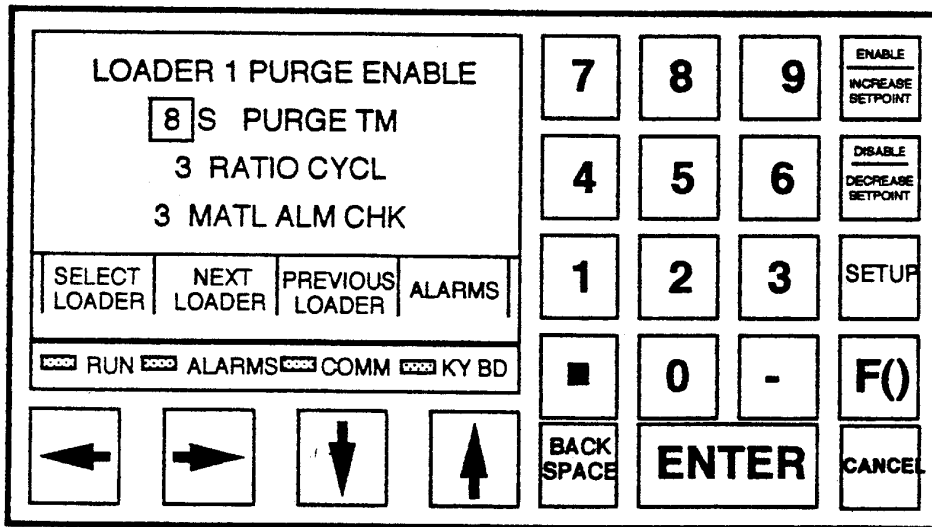 LOADER 1 PURGE ENABLE
8 S PURGE TM
3 RATIO CYCL
3 MATL ALM CHK
SELECT LOADER
NEXT LOADER
PREVIOUS LOADER
ALARMS
RUN ALARMS COMM KY BD
7 8 9
ENABLE
INCREASE SETPOINT
4 5 6
DISABLE
DECREASE SETPOINT
1 2 3 SETUP
■ 0 - F()
BACK SPACE
ENTER
CANCEL